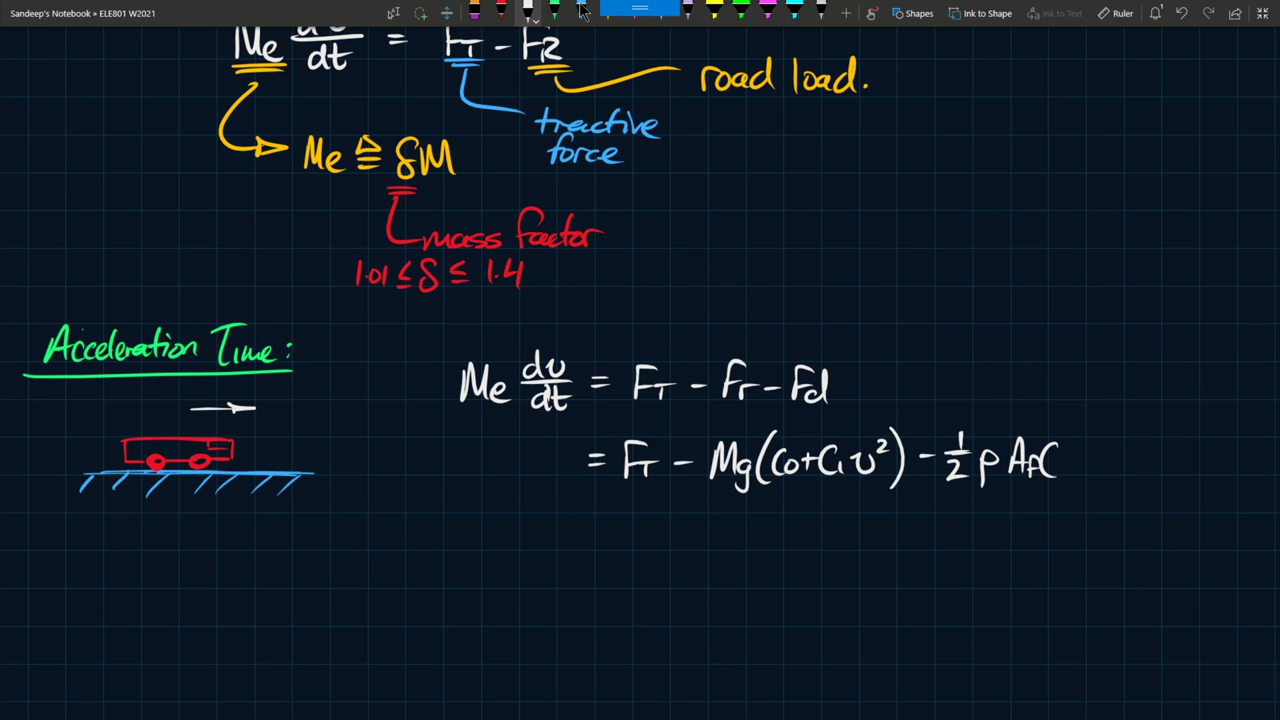 Sandeep's Notebook » ELE801 W2021
Shapes
Ink to Shape
Ink to Text
Ruler
Me dv/dt = FT - FR
road load.
tractive
force
Me ≜ δM
mass factor
1.01 ≤ δ ≤ 1.4
Acceleration Time:
Me dv/dt = FT - Fr - Fd
= FT - Mg(C0+C1v²) - 1/2 ρ AfC